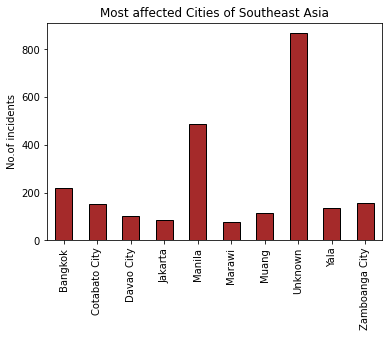 Most affected Cities of Southeast Asia
No.of incidents
800
600
400
200
0
Bangkok
Cotabato City
Davao City
Jakarta
Manila
Marawi
Muang
Unknown
Yala
Zamboanga City